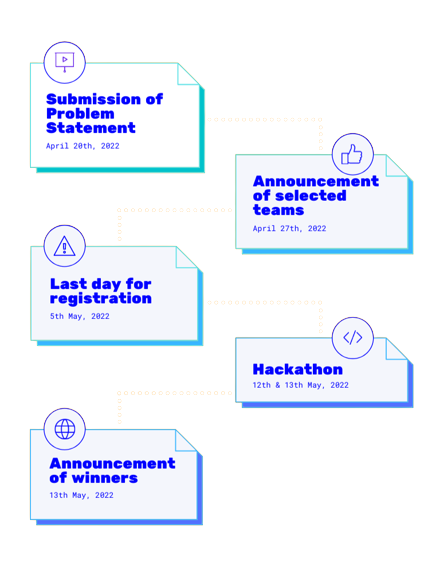 Submission of
Problem
Statement
April 20th, 2022
Announcement
of selected
teams
April 27th, 2022
Last day for
registration
5th May, 2022
Hackathon
12th & 13th May, 2022
Announcement
of winners
13th May, 2022